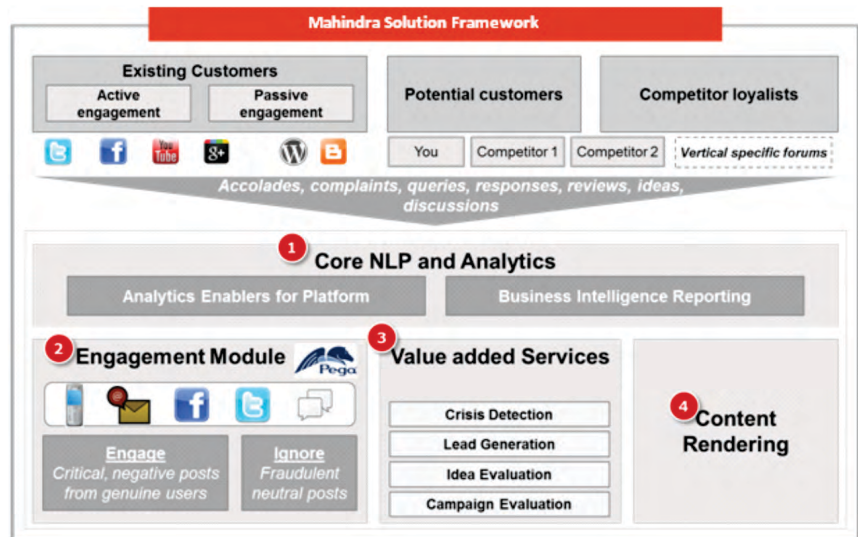 Mahindra Solution Framework
Existing Customers
Active
engagement
Passive
engagement
Potential customers
Competitor loyalists
You
Tube
g+
You
Competitor 1
Competitor 2
Vertical specific forums
Accolades, complaints, queries, responses, reviews, ideas,
discussions
1
Core NLP and Analytics
Analytics Enablers for Platform
Business Intelligence Reporting
2
Engagement Module
Pega
@
Engage
Critical, negative posts
from genuine users
Ignore
Fraudulent
neutral posts
3
Value added Services
Crisis Detection
Lead Generation
Idea Evaluation
Campaign Evaluation
4
Content
Rendering